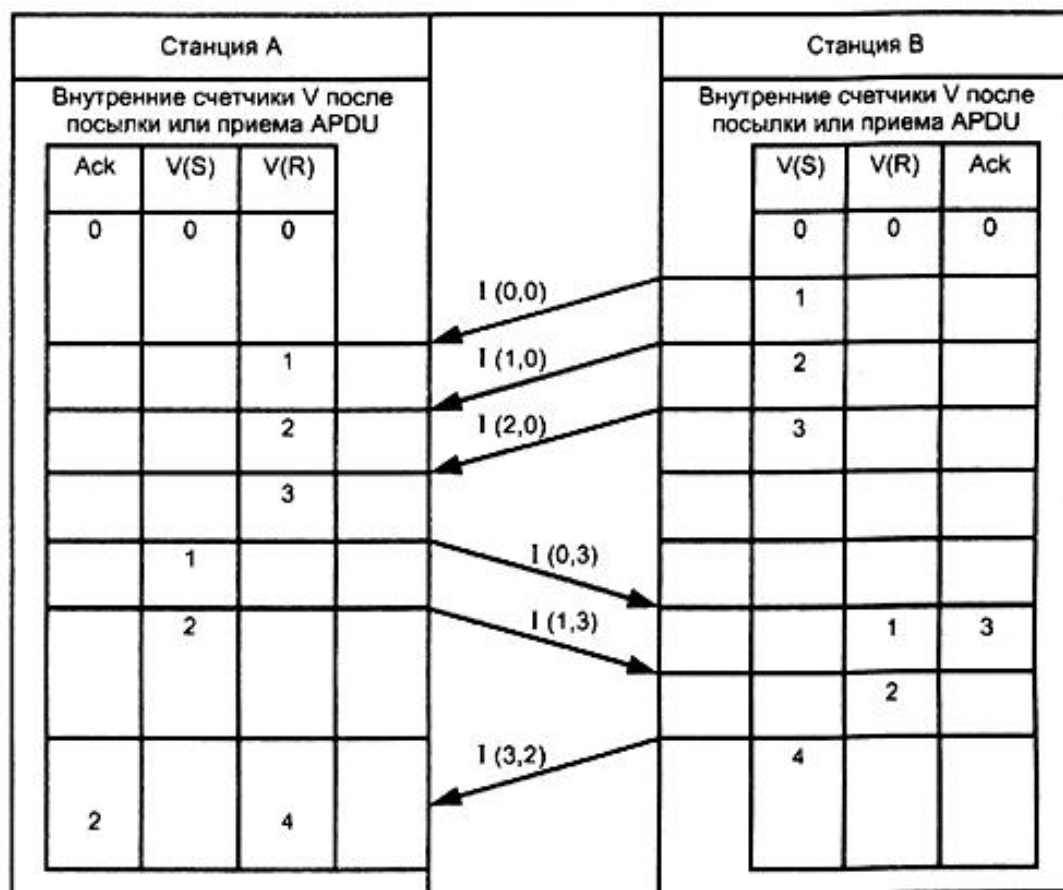 Станция А
Станция В
Внутренние счетчики V после
посылки или приема APDU
Внутренние счетчики V после
посылки или приема APDU
Ack V(S) V(R)
V(S) V(R) Ack
0 0 0
0 0 0
I (0,0)
1
1
I (1,0)
2
2
I (2,0)
3
3
1
I (0,3)
2
I (1,3)
1 3
2
I (3,2)
4
2 4